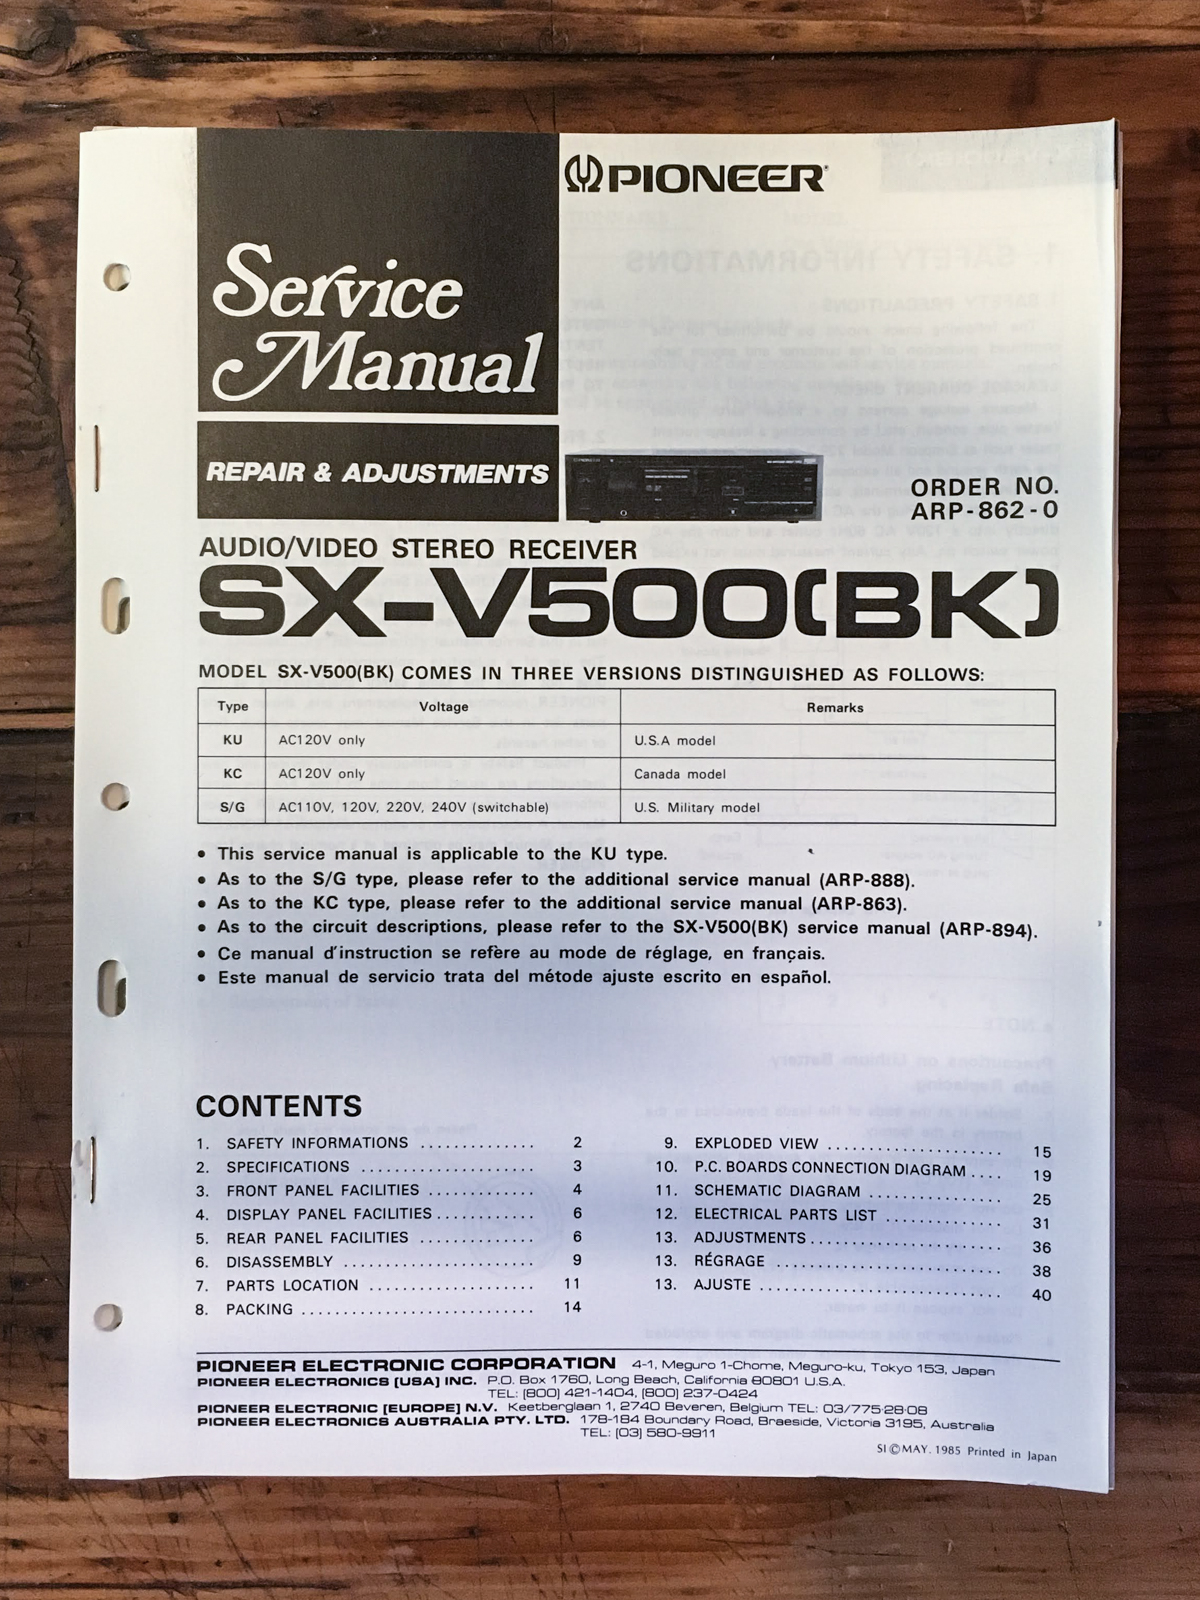 PIONEER
Service
Manual
REPAIR & ADJUSTMENTS
ORDER NO.
ARP-862-0
AUDIO/VIDEO STEREO RECEIVER
SX-V500(BK)
MODEL SX-V500(BK) COMES IN THREE VERSIONS DISTINGUISHED AS FOLLOWS:
Type Voltage Remarks
KU AC120V only U.S.A model
KC AC120V only Canada model
S/G AC110V, 120V, 220V, 240V (switchable) U.S. Military model
• This service manual is applicable to the KU type.
• As to the S/G type, please refer to the additional service manual (ARP-888).
• As to the KC type, please refer to the additional service manual (ARP-863).
• As to the circuit descriptions, please refer to the SX-V500(BK) service manual (ARP-894).
• Ce manual d'instruction se refère au mode de réglage, en français.
• Este manual de servicio trata del método ajuste escrito en español.
CONTENTS
1. SAFETY INFORMATIONS .............. 2
2. SPECIFICATIONS ..................... 3
3. FRONT PANEL FACILITIES ............. 4
4. DISPLAY PANEL FACILITIES ............ 6
5. REAR PANEL FACILITIES .............. 6
6. DISASSEMBLY ....................... 9
7. PARTS LOCATION .................... 11
8. PACKING ............................ 14
9. EXPLODED VIEW ..................... 15
10. P.C. BOARDS CONNECTION DIAGRAM .... 19
11. SCHEMATIC DIAGRAM ................ 25
12. ELECTRICAL PARTS LIST .............. 31
13. ADJUSTMENTS ....................... 36
13. RÉGRAGE ........................... 38
13. AJUSTE ............................. 40
PIONEER ELECTRONIC CORPORATION 4-1, Meguro 1-Chome, Meguro-ku, Tokyo 153, Japan
PIONEER ELECTRONICS [USA] INC. P.O. Box 1760, Long Beach, California 90801 U.S.A.
TEL: [800] 421-1404, [800] 237-0424
PIONEER ELECTRONIC [EUROPE] N.V. Keetberglaan 1, 2740 Beveren, Belgium TEL: 03/775·28·08
PIONEER ELECTRONICS AUSTRALIA PTY. LTD. 178-184 Boundary Road, Braeside, Victoria 3195, Australia
TEL: [03] 580-9911
SI © MAY. 1985 Printed in Japan